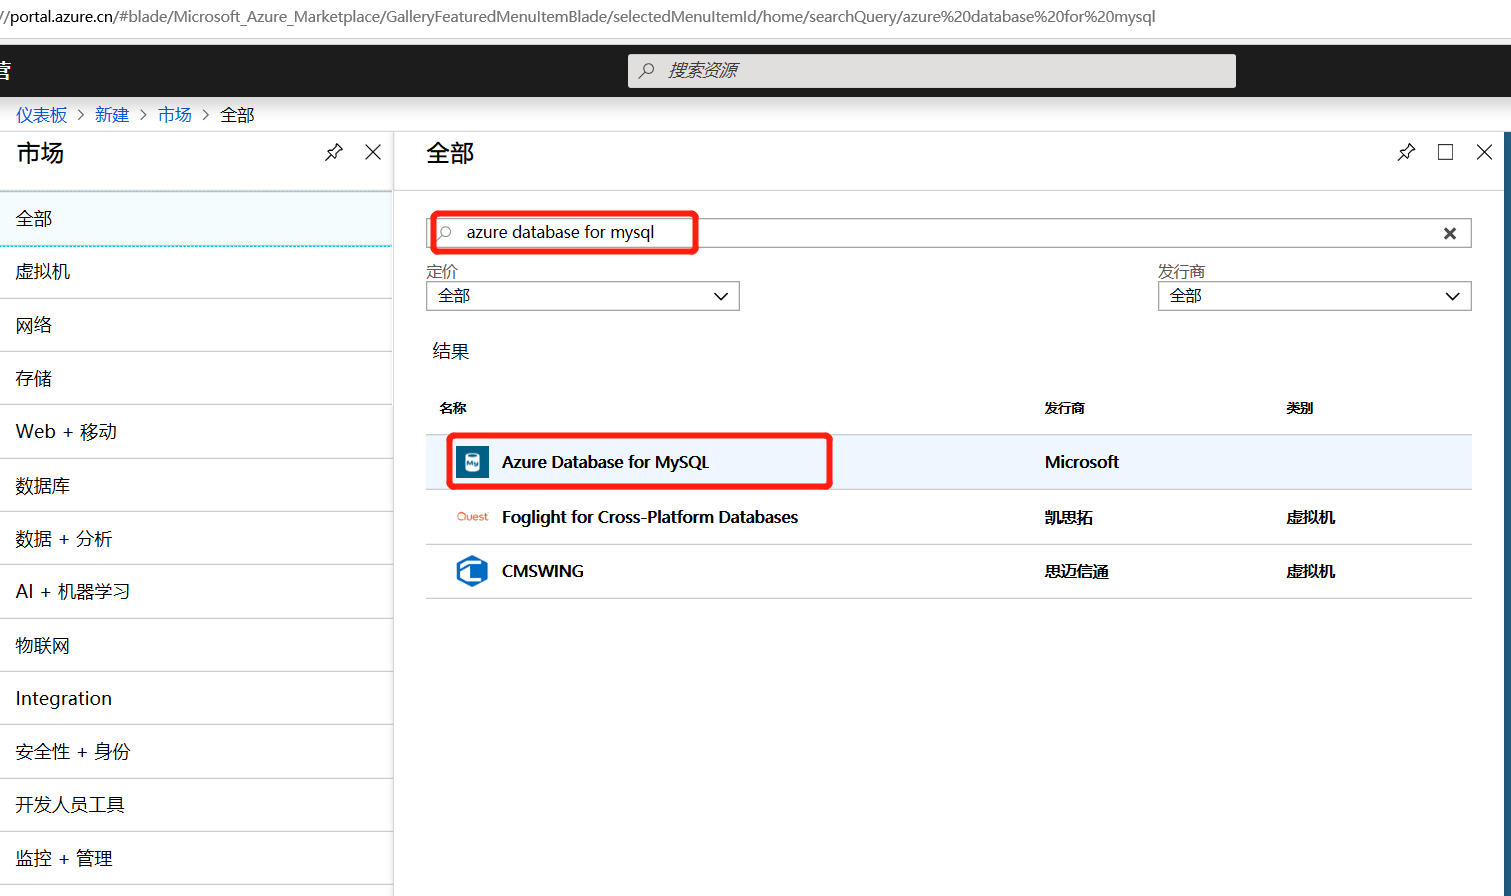 //portal.azure.cn/#blade/Microsoft_Azure_Marketplace/GalleryFeaturedMenuItemBlade/selectedMenuItemId/home/searchQuery/azure%20database%20for%20mysql
营
搜索资源
仪表板 > 新建 > 市场 > 全部
市场
全部
虚拟机
网络
存储
Web + 移动
数据库
数据 + 分析
AI + 机器学习
物联网
Integration
安全性 + 身份
开发人员工具
监控 + 管理
全部
azure database for mysql
定价
全部
发行商
全部
结果
名称 发行商 类别
My Azure Database for MySQL Microsoft
Quest Foglight for Cross-Platform Databases 凯思拓 虚拟机
CMSWING 思迈信通 虚拟机